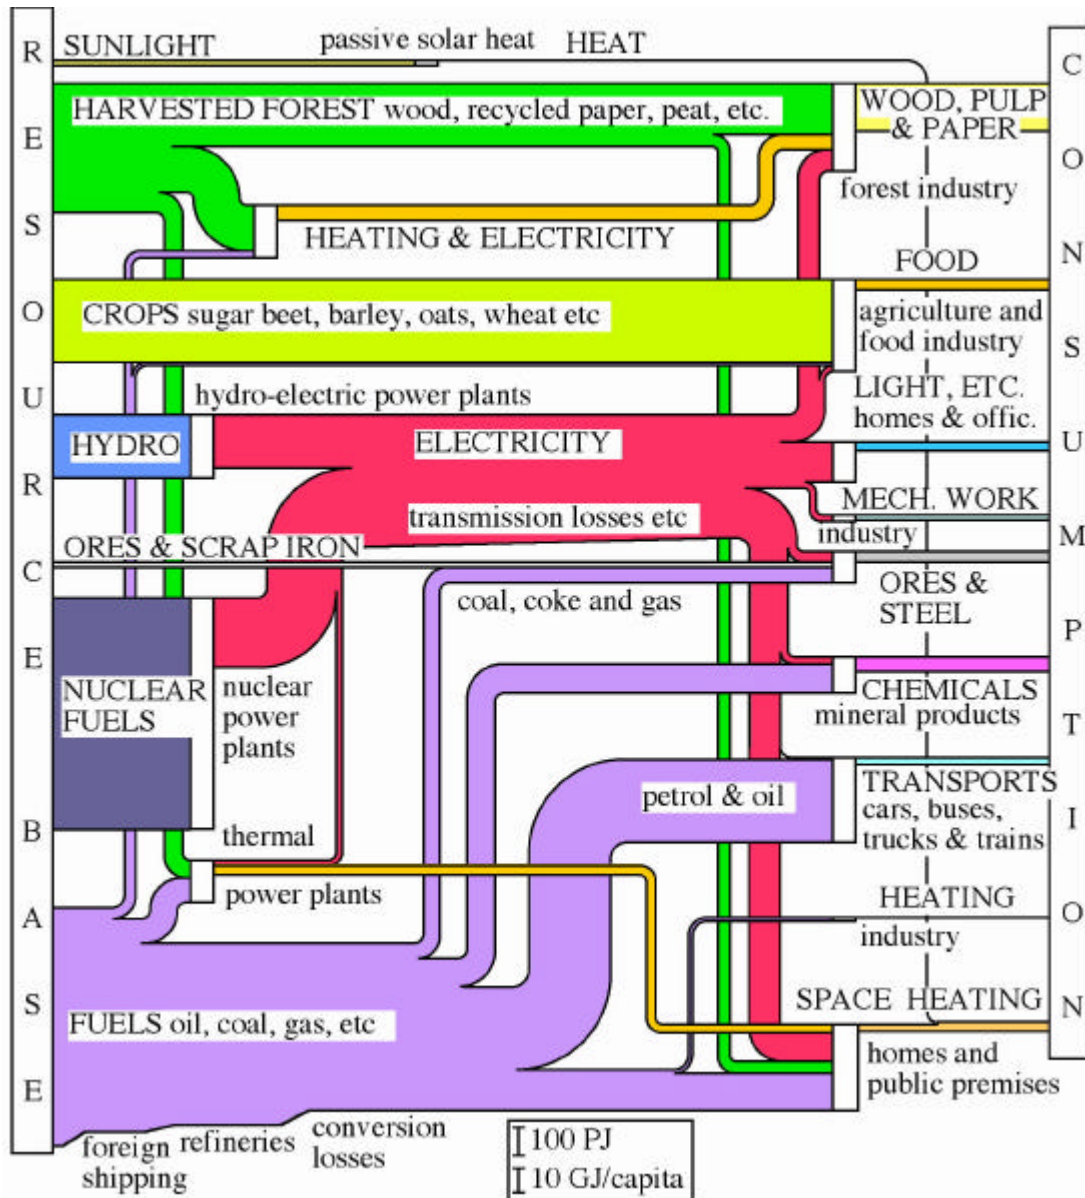 RESOURCE BASE
CONSUMPTION
SUNLIGHT
passive solar heat
HEAT
HARVESTED FOREST wood, recycled paper, peat, etc.
WOOD, PULP
& PAPER
forest industry
HEATING & ELECTRICITY
FOOD
CROPS sugar beet, barley, oats, wheat etc
agriculture and
food industry
hydro-electric power plants
LIGHT, ETC.
homes & offic.
HYDRO
ELECTRICITY
MECH. WORK
transmission losses etc
industry
ORES & SCRAP IRON
coal, coke and gas
ORES &
STEEL
NUCLEAR
FUELS
nuclear
power
plants
CHEMICALS
mineral products
petrol & oil
TRANSPORTS
cars, buses,
trucks & trains
thermal
power plants
HEATING
industry
SPACE HEATING
FUELS oil, coal, gas, etc
homes and
public premises
foreign
shipping
refineries
conversion
losses
100 PJ
10 GJ/capita